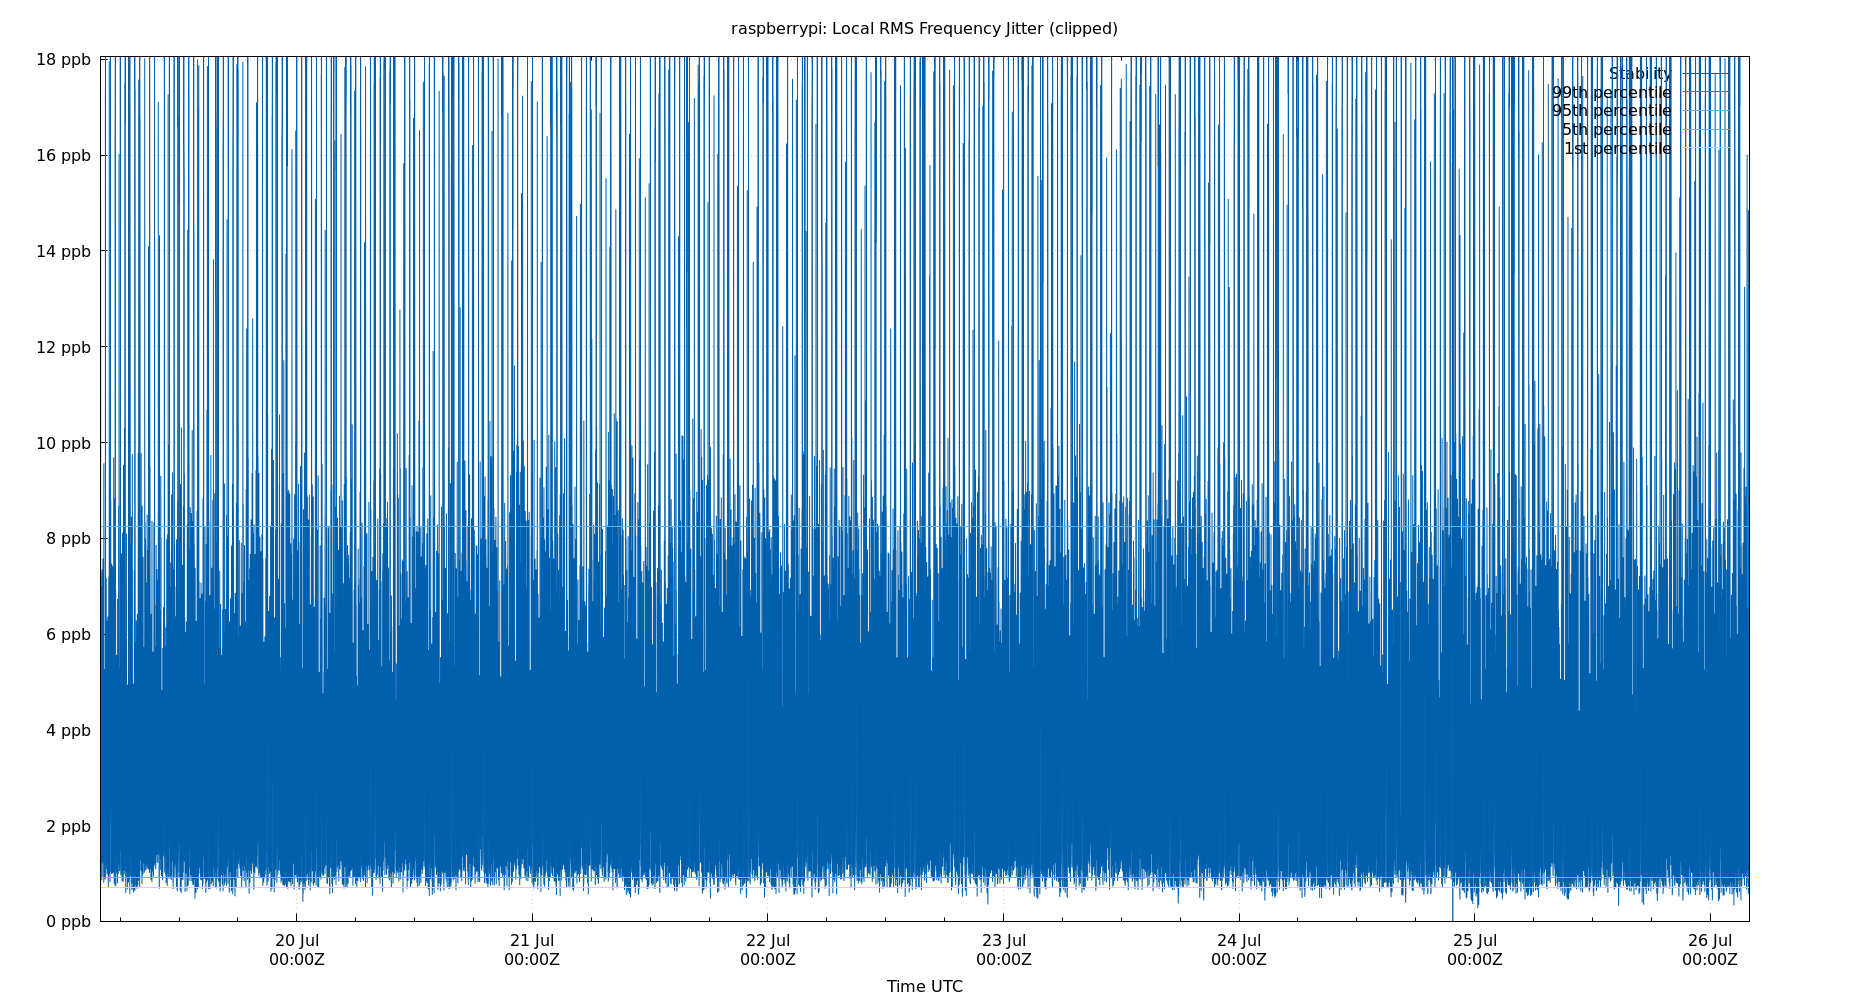 raspberrypi: Local RMS Frequency Jitter (clipped)
18 ppb
16 ppb
14 ppb
12 ppb
10 ppb
8 ppb
6 ppb
4 ppb
2 ppb
0 ppb
Stability
99th percentile
95th percentile
5th percentile
1st percentile
20 Jul
00:00Z
21 Jul
00:00Z
22 Jul
00:00Z
23 Jul
00:00Z
24 Jul
00:00Z
25 Jul
00:00Z
26 Jul
00:00Z
Time UTC